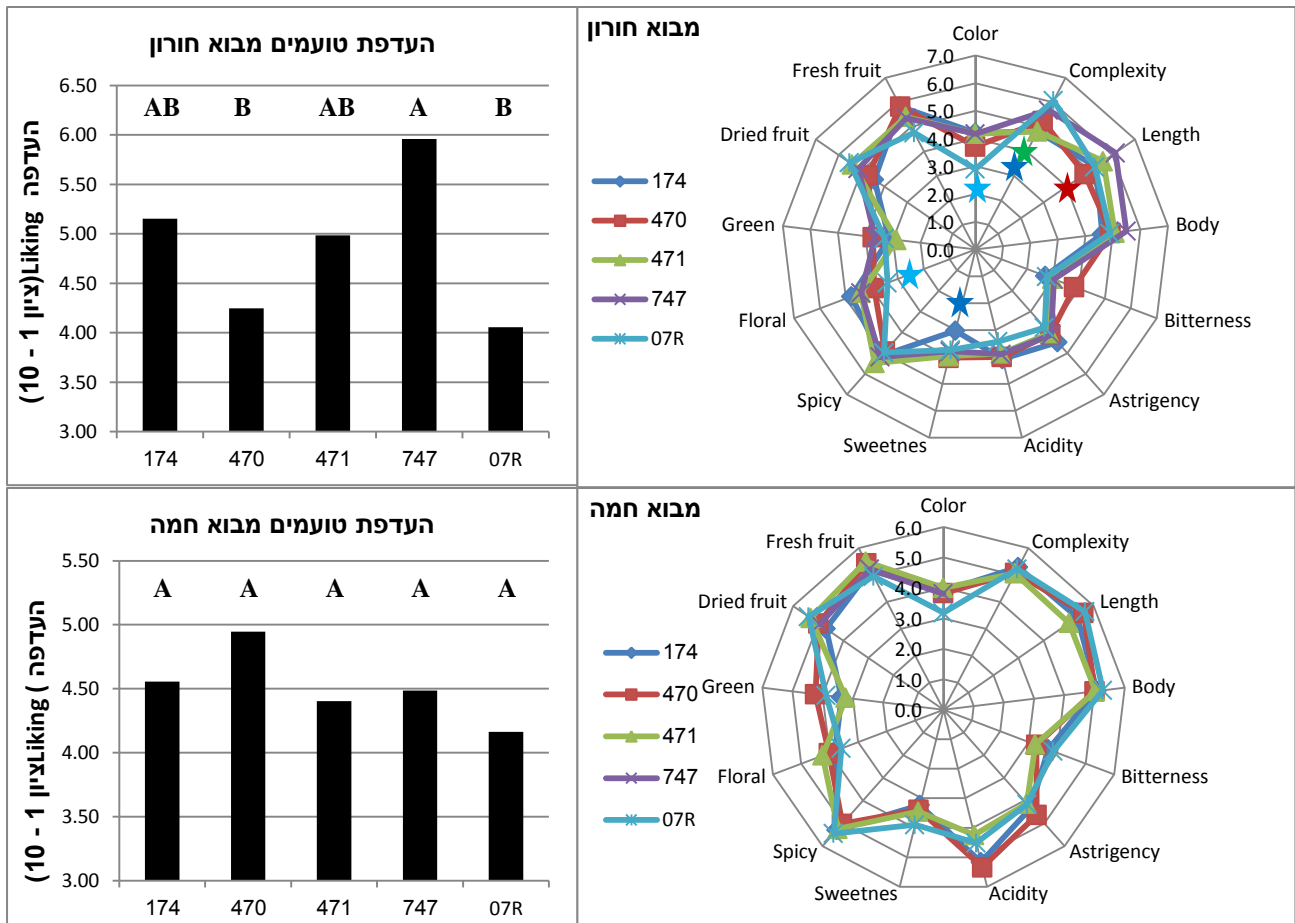 העדפת טועמים מבוא חורון
העדפה Liking(ציון 1 - 10)
6.50
6.00
5.50
5.00
4.50
4.00
3.50
3.00
AB
B
AB
A
B
174
470
471
747
07R
מבוא חורון
Color
Complexity
Length
Body
Bitterness
Astrigency
Acidity
Sweetnes
Spicy
Floral
Green
Dried fruit
Fresh fruit
7.0
6.0
5.0
4.0
3.0
2.0
1.0
0.0
174
470
471
747
07R
העדפת טועמים מבוא חמה
העדפה ) Likingציון 1 - 10)
5.50
5.00
4.50
4.00
3.50
3.00
A
A
A
A
A
174
470
471
747
07R
מבוא חמה
Color
Complexity
Length
Body
Bitterness
Astrigency
Acidity
Sweetnes
Spicy
Floral
Green
Dried fruit
Fresh fruit
6.0
5.0
4.0
3.0
2.0
1.0
0.0
174
470
471
747
07R